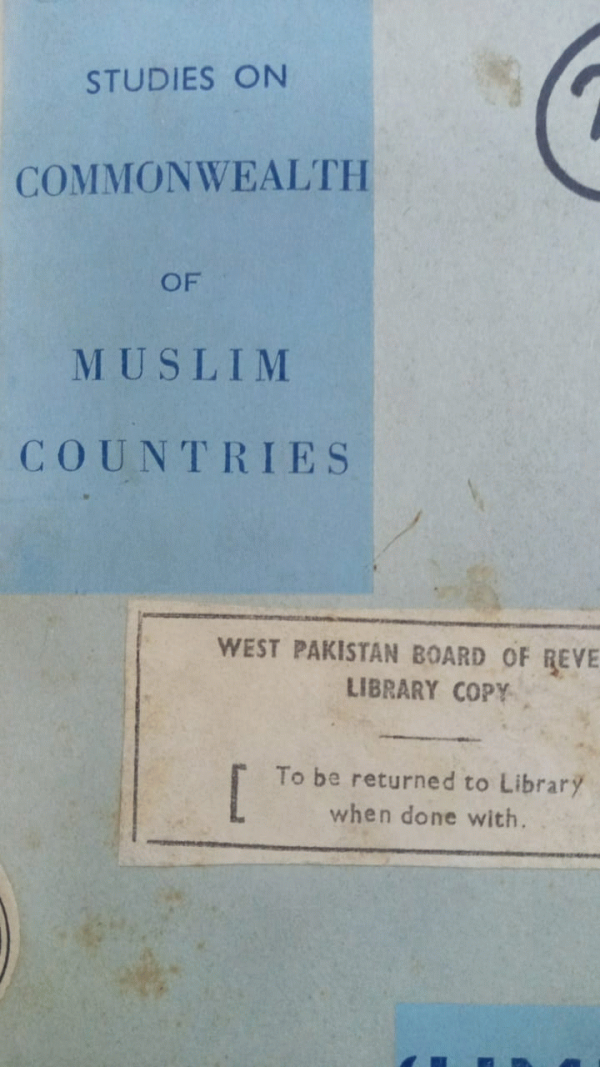 STUDIES ON
COMMONWEALTH
OF
MUSLIM
COUNTRIES
WEST PAKISTAN BOARD OF REVE
LIBRARY COPY
[ To be returned to Library
when done with.